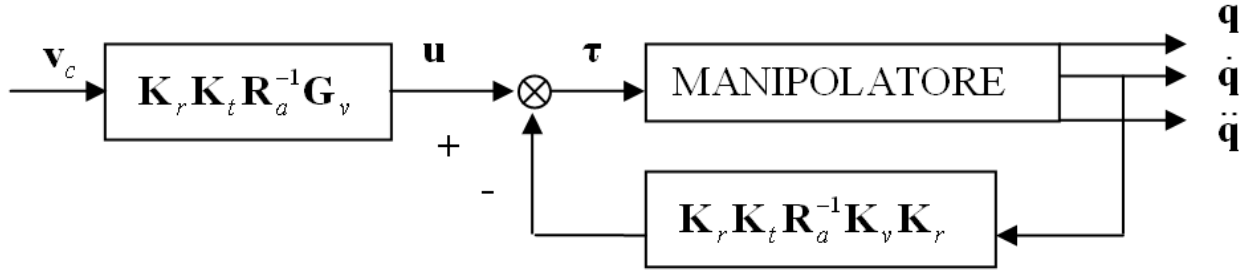 v_c
K_r K_t R_a^{-1} G_v
u
+
-
τ
MANIPOLATORE
q
q̇
q̈
K_r K_t R_a^{-1} K_v K_r